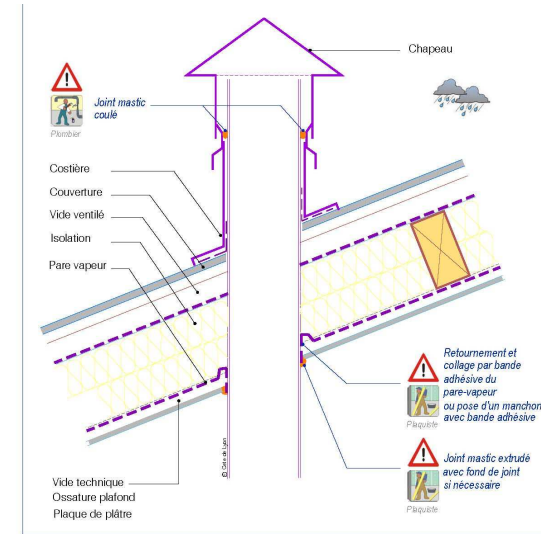 Chapeau
Joint mastic
coulé
Plombier
Costière
Couverture
Vide ventilé
Isolation
Pare vapeur
Retournement et
collage par bande
adhésive du
pare-vapeur
ou pose d'un manchon
avec bande adhésive
Plaquiste
Joint mastic extrudé
avec fond de joint
si nécessaire
Plaquiste
Vide technique
Ossature plafond
Plaque de plâtre